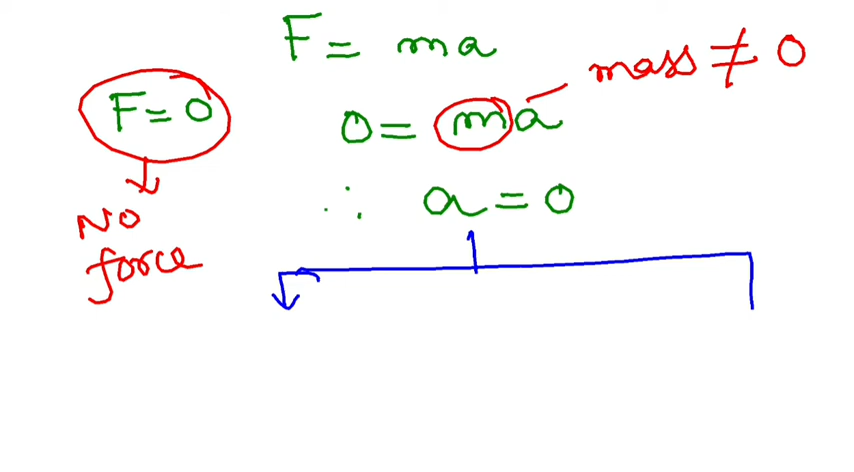 F = ma
mass ≠ 0
F = 0
0 = ma
∴ a = 0
No
force